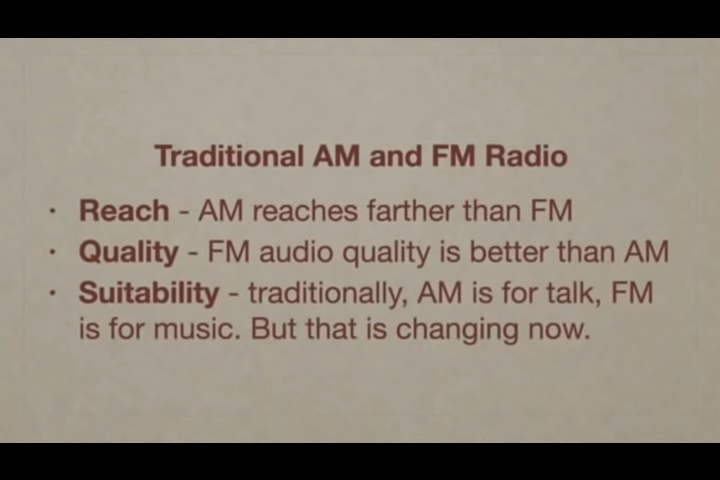 Traditional AM and FM Radio
· Reach - AM reaches farther than FM
· Quality - FM audio quality is better than AM
· Suitability - traditionally, AM is for talk, FM
is for music. But that is changing now.